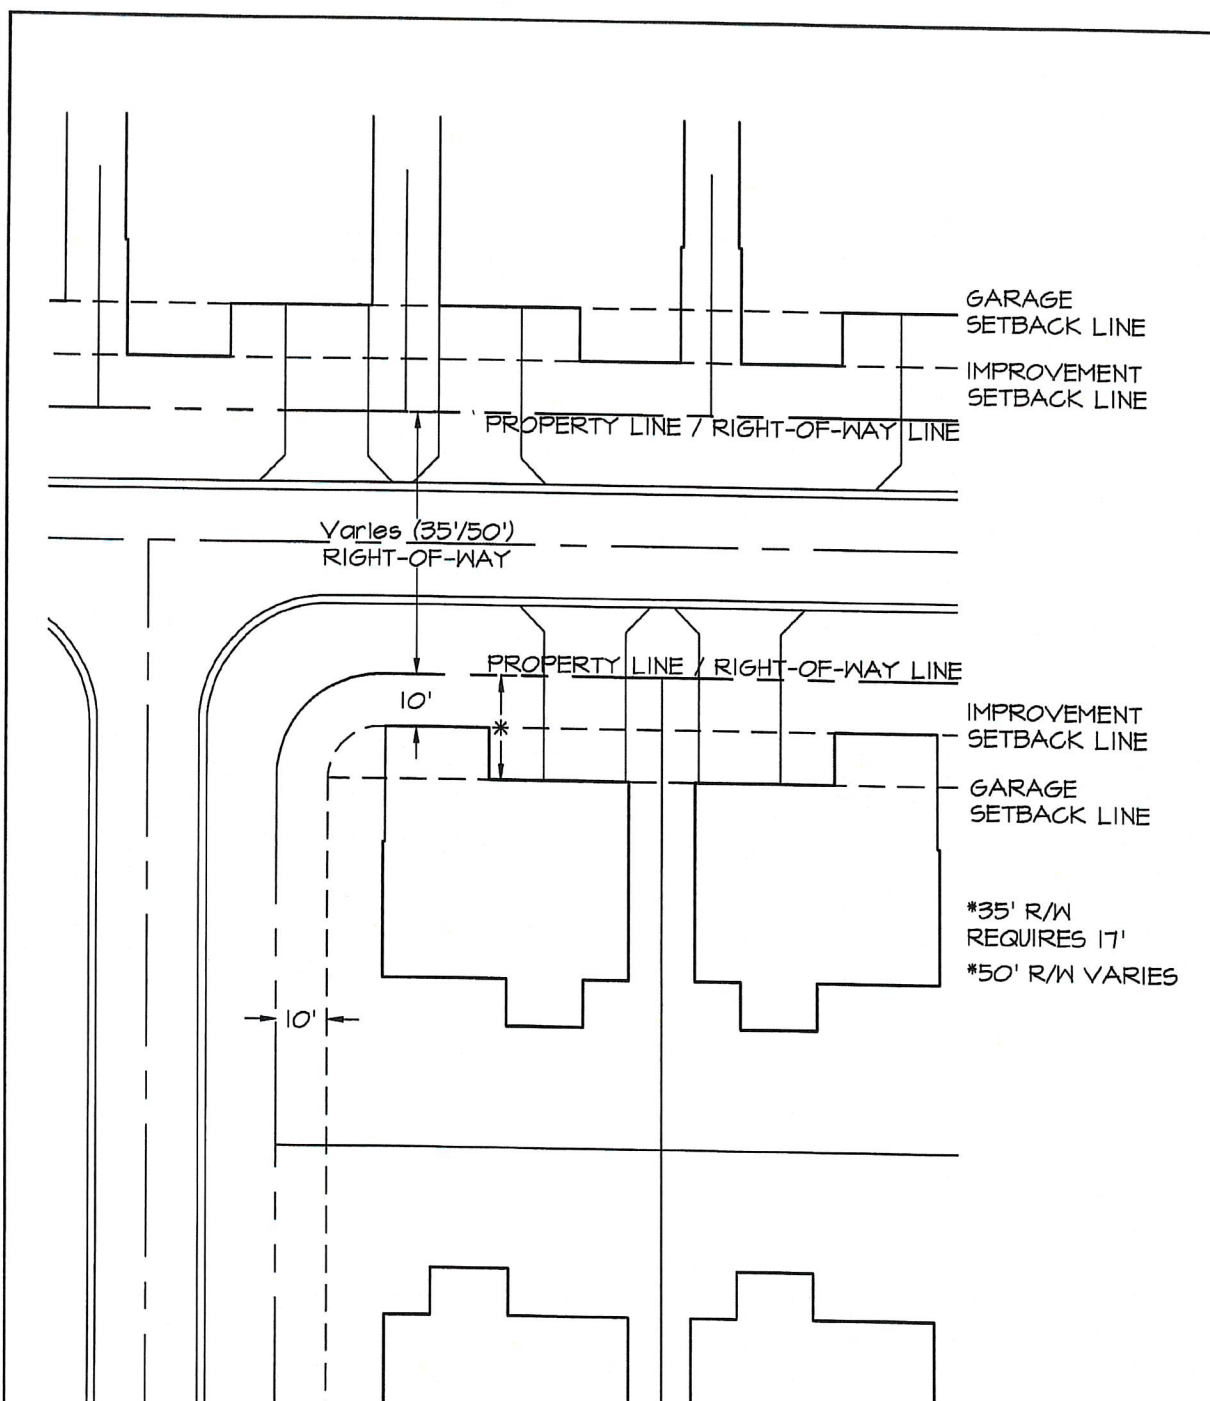 GARAGE
SETBACK LINE
IMPROVEMENT
SETBACK LINE
PROPERTY LINE / RIGHT-OF-WAY LINE
Varies (35'/50')
RIGHT-OF-WAY
PROPERTY LINE / RIGHT-OF-WAY LINE
10'
*
IMPROVEMENT
SETBACK LINE
GARAGE
SETBACK LINE
*35' R/W
REQUIRES 17'
*50' R/W VARIES
10'